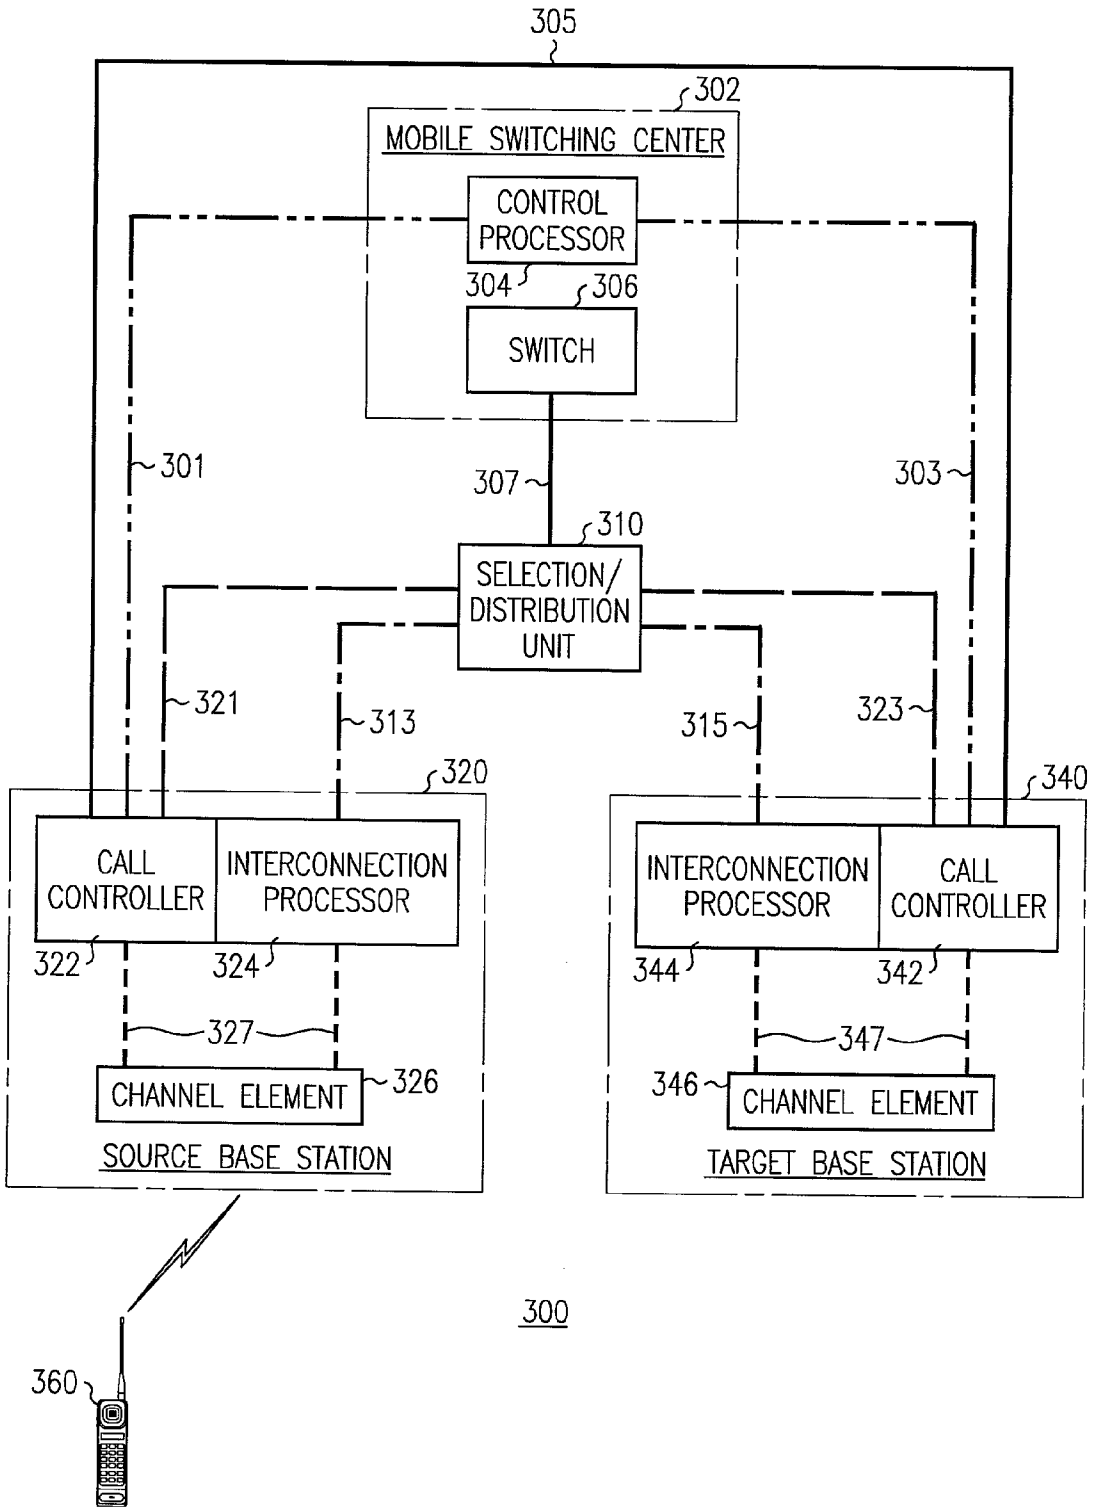 305
302
MOBILE SWITCHING CENTER
CONTROL
PROCESSOR
304
306
SWITCH
301
307
303
310
SELECTION/
DISTRIBUTION
UNIT
321
313
315
323
320
340
CALL
CONTROLLER
INTERCONNECTION
PROCESSOR
INTERCONNECTION
PROCESSOR
CALL
CONTROLLER
322
324
344
342
327
347
CHANNEL ELEMENT
326
346
CHANNEL ELEMENT
SOURCE BASE STATION
TARGET BASE STATION
300
360